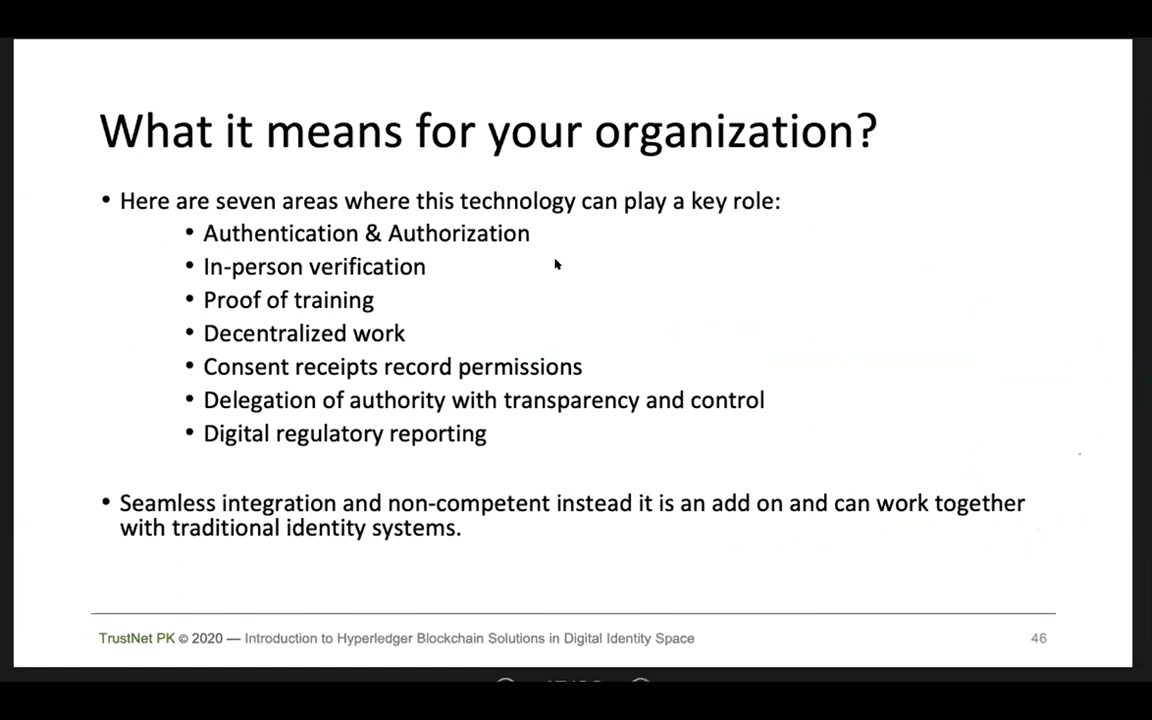 What it means for your organization?
• Here are seven areas where this technology can play a key role:
• Authentication & Authorization
• In-person verification
• Proof of training
• Decentralized work
• Consent receipts record permissions
• Delegation of authority with transparency and control
• Digital regulatory reporting
• Seamless integration and non-competent instead it is an add on and can work together
with traditional identity systems.
TrustNet PK © 2020 — Introduction to Hyperledger Blockchain Solutions in Digital Identity Space 46